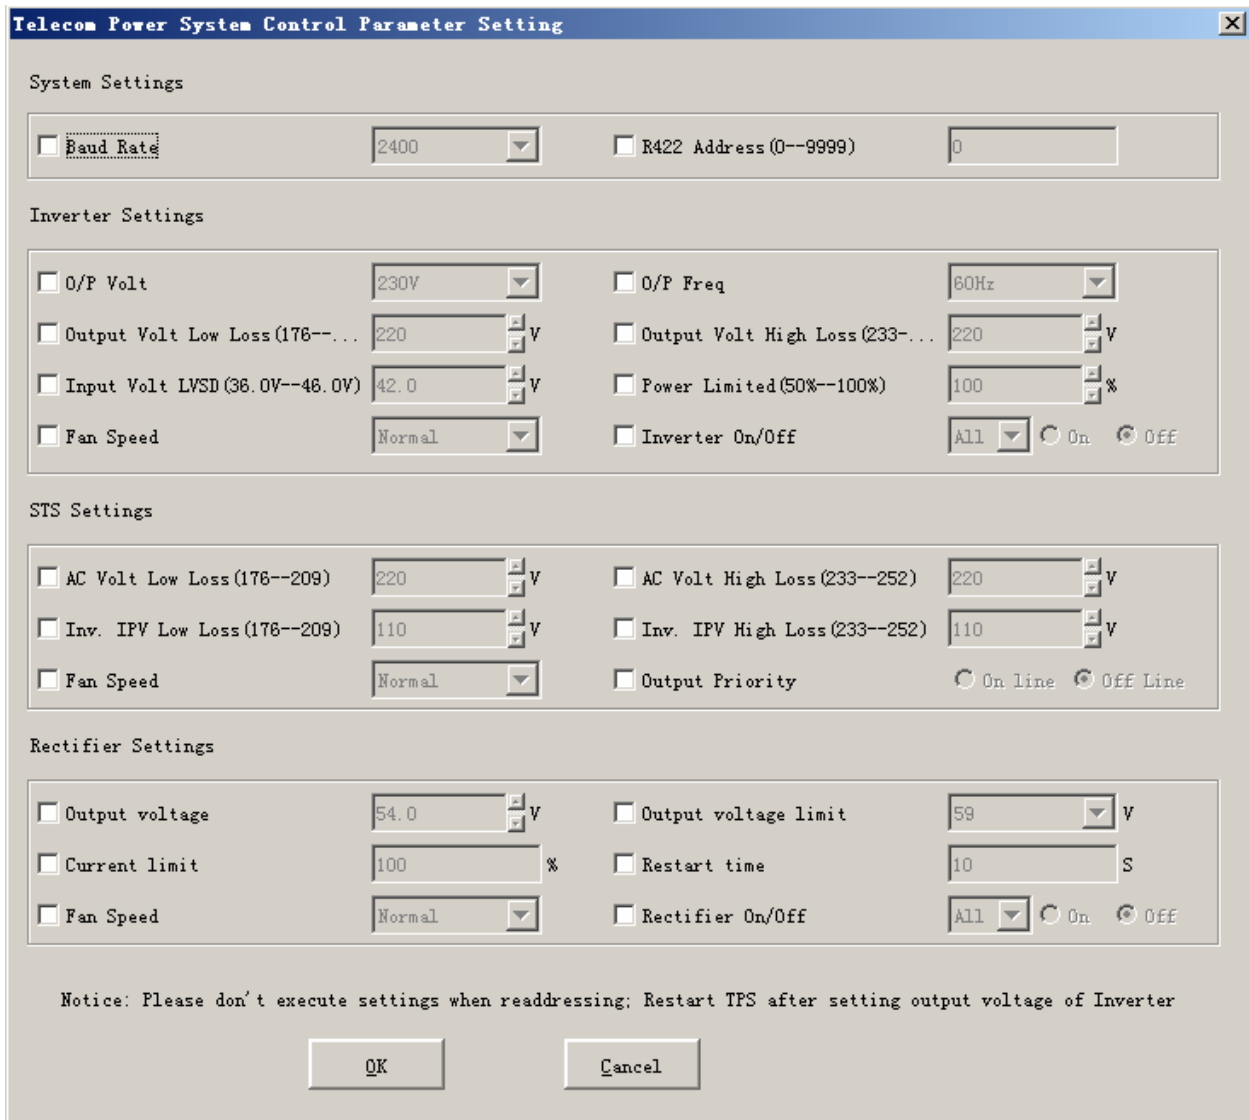 Telecom Power System Control Parameter Setting
System Settings
Baud Rate 2400 R422 Address(0--9999) 0
Inverter Settings
O/P Volt 230V O/P Freq 60Hz
Output Volt Low Loss(176--... 220 V Output Volt High Loss(233-... 220 V
Input Volt LVSD(36.0V--46.0V) 42.0 V Power Limited(50%--100%) 100 %
Fan Speed Normal Inverter On/Off All On Off
STS Settings
AC Volt Low Loss(176--209) 220 V AC Volt High Loss(233--252) 220 V
Inv. IPV Low Loss(176--209) 110 V Inv. IPV High Loss(233--252) 110 V
Fan Speed Normal Output Priority On line Off Line
Rectifier Settings
Output voltage 54.0 V Output voltage limit 59 V
Current limit 100 % Restart time 10 S
Fan Speed Normal Rectifier On/Off All On Off
Notice: Please don't execute settings when readdressing; Restart TPS after setting output voltage of Inverter
OK Cancel